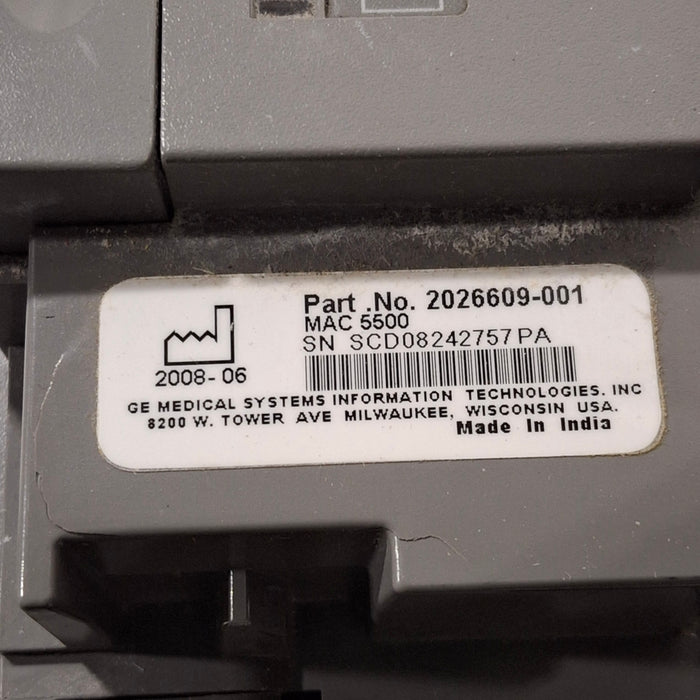 Part .No. 2026609-001
MAC 5500
SN SCD08242757PA
2008-06
GE MEDICAL SYSTEMS INFORMATION TECHNOLOGIES. INC
8200 W. TOWER AVE MILWAUKEE, WISCONSIN USA.
Made In India